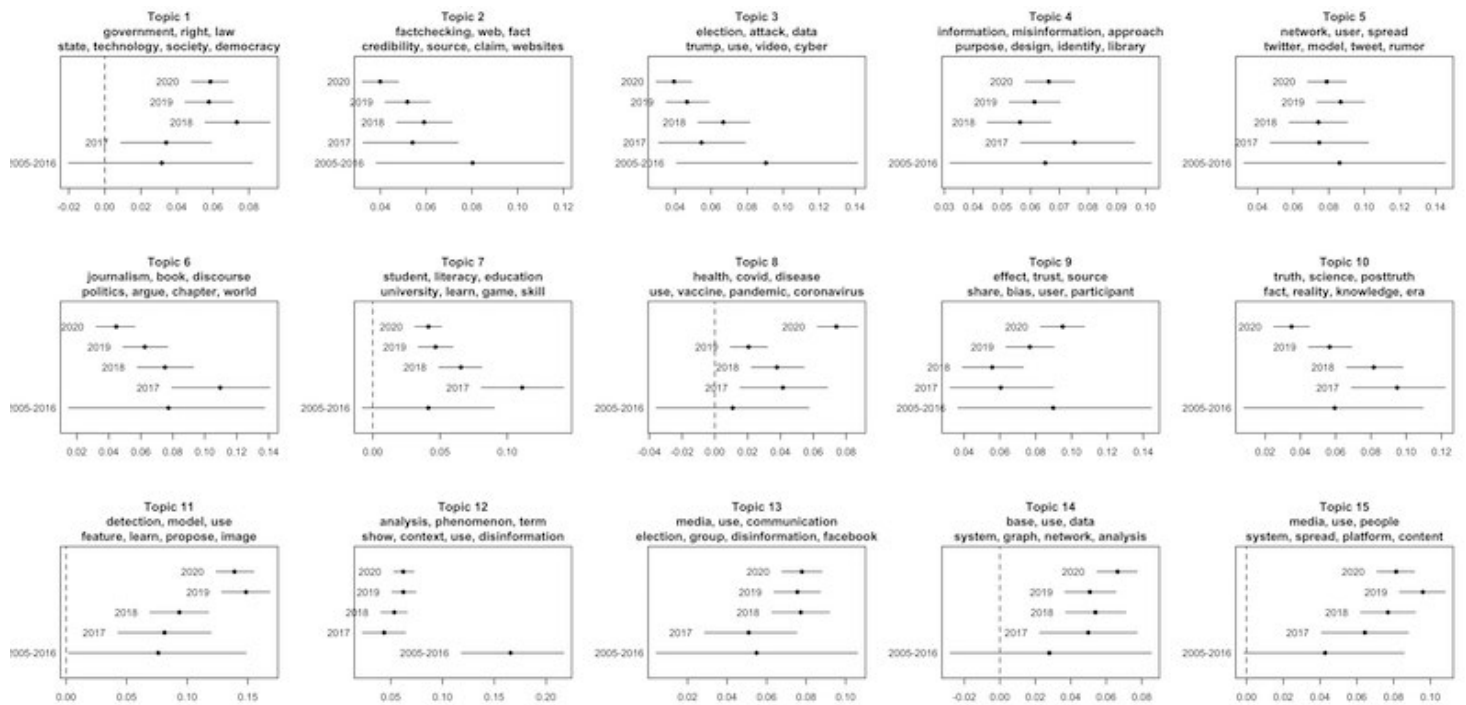 Topic 1
government, right, law
state, technology, society, democracy
2020
2019
2018
2017
2005-2016
-0.02 0.00 0.02 0.04 0.06 0.08
Topic 2
factchecking, web, fact
credibility, source, claim, websites
2020
2019
2018
2017
2005-2016
0.04 0.06 0.08 0.10 0.12
Topic 3
election, attack, data
trump, use, video, cyber
2020
2019
2018
2017
2005-2016
0.04 0.06 0.08 0.10 0.12 0.14
Topic 4
information, misinformation, approach
purpose, design, identify, library
2020
2019
2018
2017
2005-2016
0.03 0.04 0.05 0.06 0.07 0.08 0.09 0.10
Topic 5
network, user, spread
twitter, model, tweet, rumor
2020
2019
2018
2017
2005-2016
0.04 0.06 0.08 0.10 0.12 0.14
Topic 6
journalism, book, discourse
politics, argue, chapter, world
2020
2019
2018
2017
2005-2016
0.02 0.04 0.06 0.08 0.10 0.12 0.14
Topic 7
student, literacy, education
university, learn, game, skill
2020
2019
2018
2017
2005-2016
0.00 0.10
Topic 8
health, covid, disease
use, vaccine, pandemic, coronavirus
2020
2019
2018
2017
2005-2016
-0.04 -0.02 0.00 0.02 0.04 0.06 0.08
Topic 9
effect, trust, source
share, bias, user, participant
2020
2019
2018
2017
2005-2016
0.04 0.06 0.08 0.10 0.12 0.14
Topic 10
truth, science, posttruth
fact, reality, knowledge, era
2020
2019
2018
2017
2005-2016
0.02 0.04 0.06 0.08 0.10 0.12
Topic 11
detection, model, use
feature, learn, propose, image
2020
2019
2018
2017
005-2016
0.00 0.05 0.10 0.15
Topic 12
analysis, phenomenon, term
show, context, use, disinformation
2020
2019
2018
2017
2005-2016
0.05 0.10 0.15 0.20
Topic 13
media, use, communication
election, group, disinformation, facebook
2020
2019
2018
2017
2005-2016
0.02 0.04 0.06 0.08 0.10
Topic 14
base, use, data
system, graph, network, analysis
2020
2019
2018
2017
2005-2016
-0.02 0.00 0.02 0.04 0.06 0.08
Topic 15
media, use, people
system, spread, platform, content
2020
2019
2018
2017
2005-2016
0.00 0.02 0.04 0.06 0.08 0.10